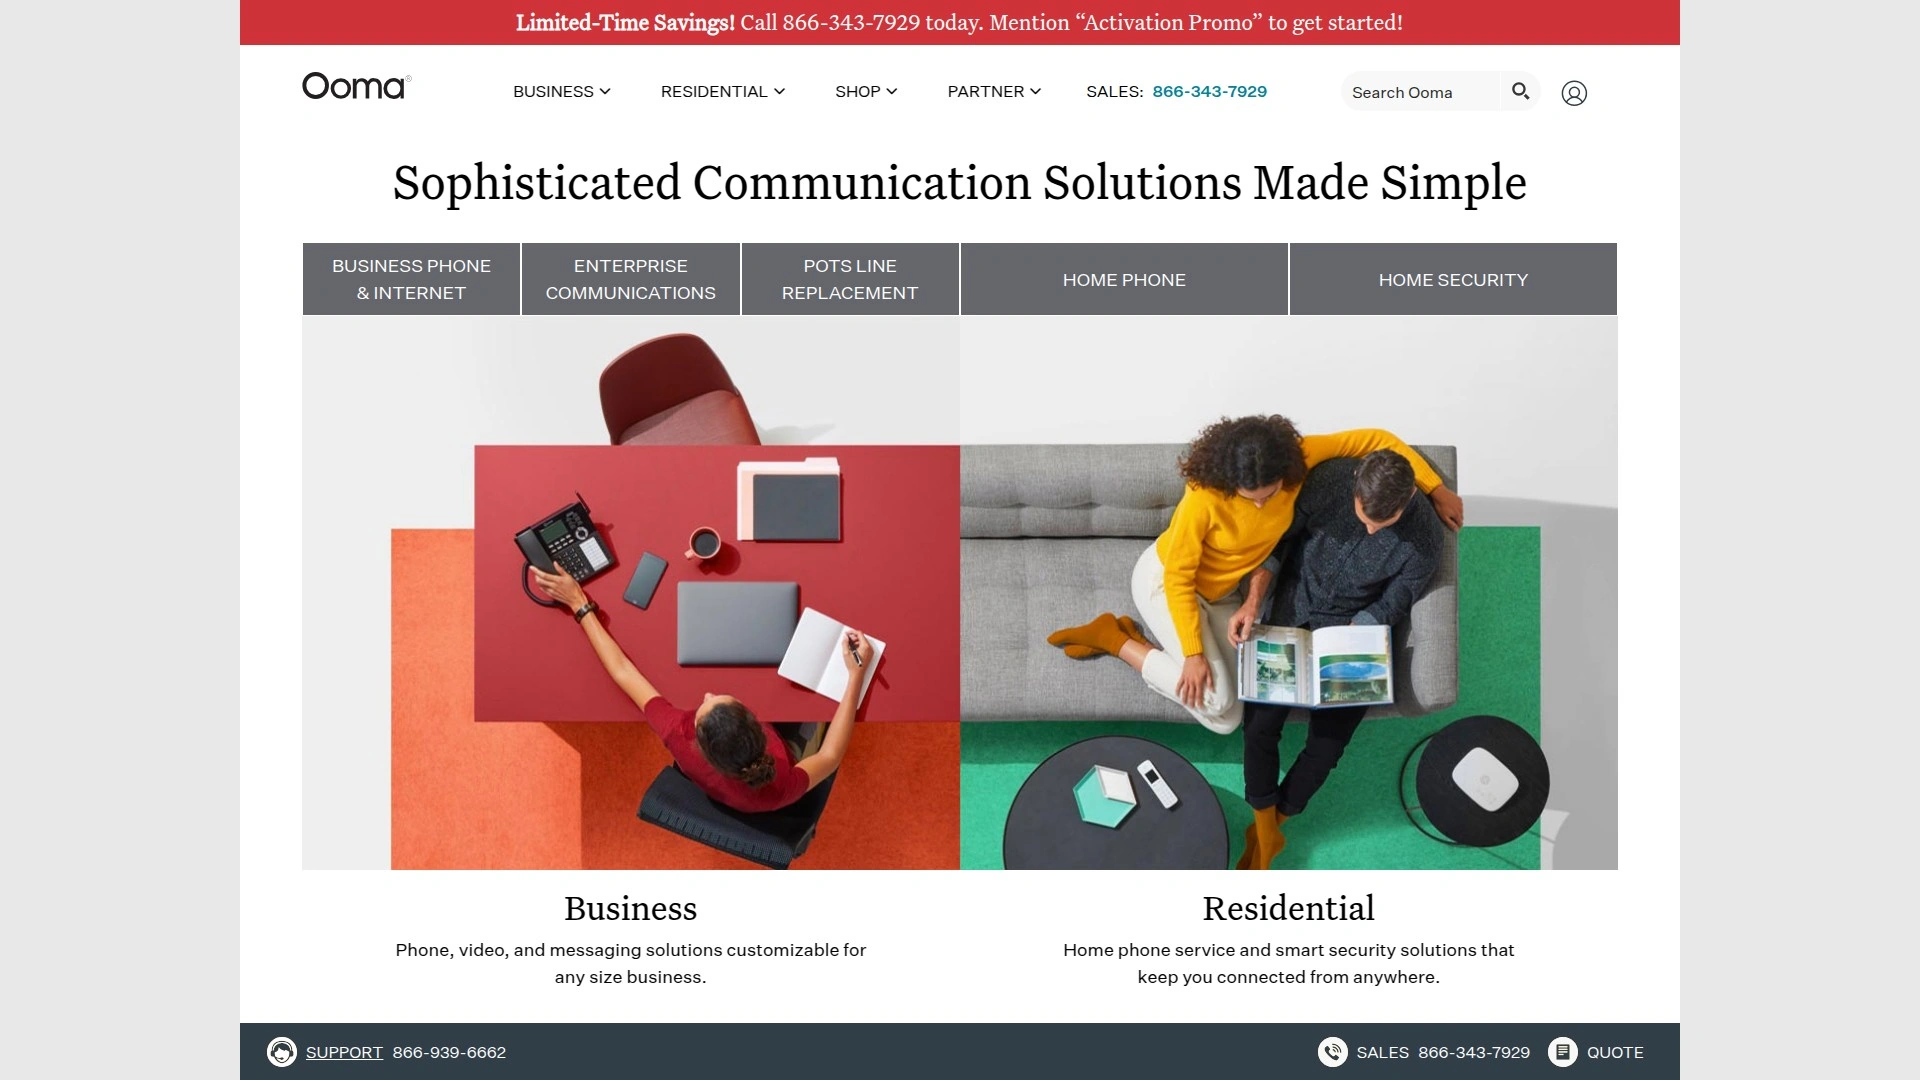 Limited-Time Savings! Call 866-343-7929 today. Mention “Activation Promo” to get started!
Ooma®
BUSINESS
RESIDENTIAL
SHOP
PARTNER
SALES: 866-343-7929
Search Ooma
Sophisticated Communication Solutions Made Simple
BUSINESS PHONE
& INTERNET
ENTERPRISE
COMMUNICATIONS
POTS LINE
REPLACEMENT
HOME PHONE
HOME SECURITY
Business
Phone, video, and messaging solutions customizable for
any size business.
Residential
Home phone service and smart security solutions that
keep you connected from anywhere.
SUPPORT 866-939-6662
SALES 866-343-7929
QUOTE